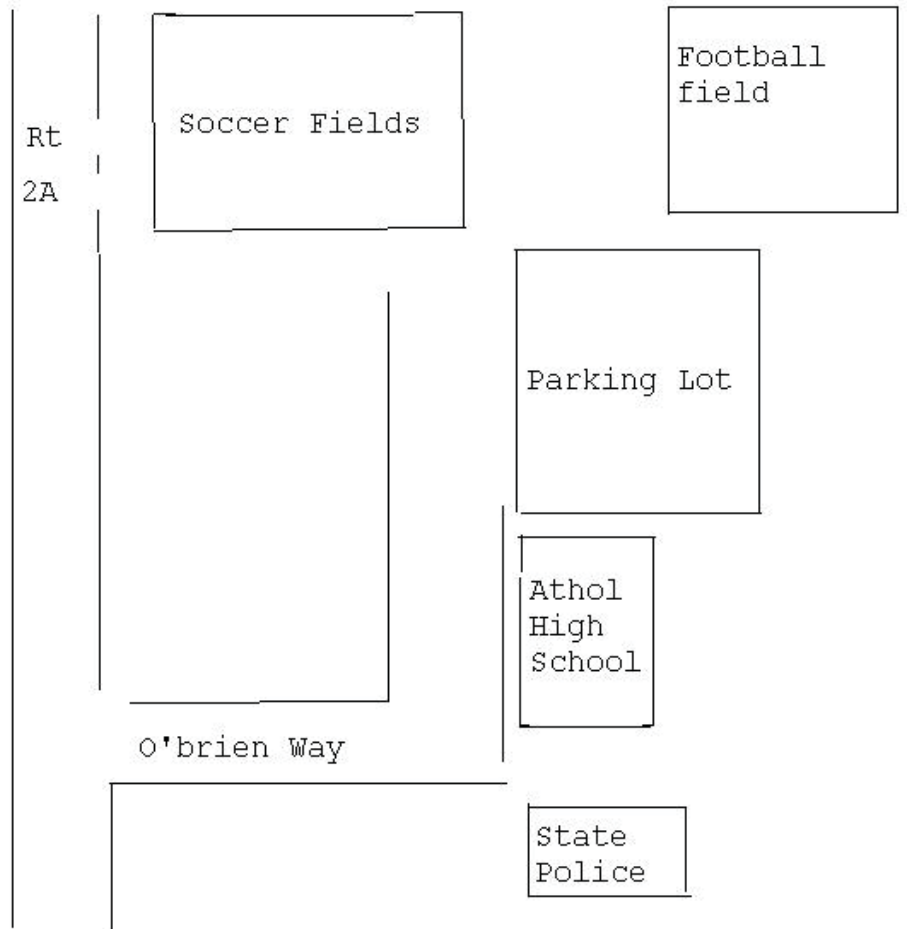 Football
field
Soccer Fields
Rt
2A
Parking Lot
Athol
High
School
O'brien Way
State
Police